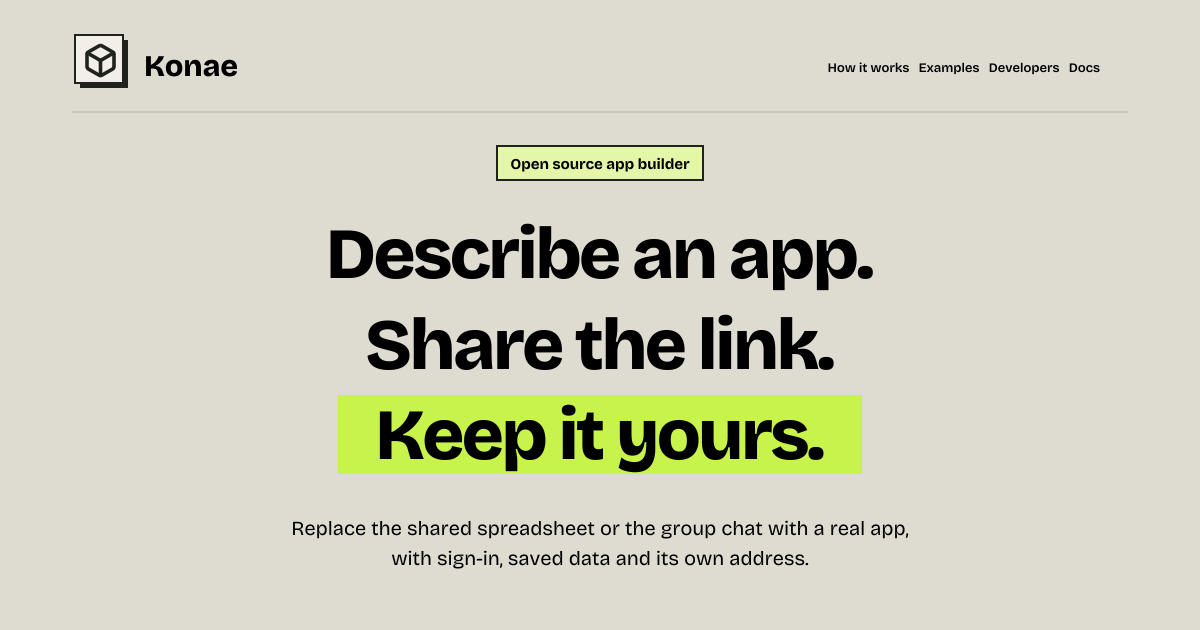 Konae
How it works Examples Developers Docs
Open source app builder
Describe an app.
Share the link.
Keep it yours.
Replace the shared spreadsheet or the group chat with a real app,
with sign-in, saved data and its own address.